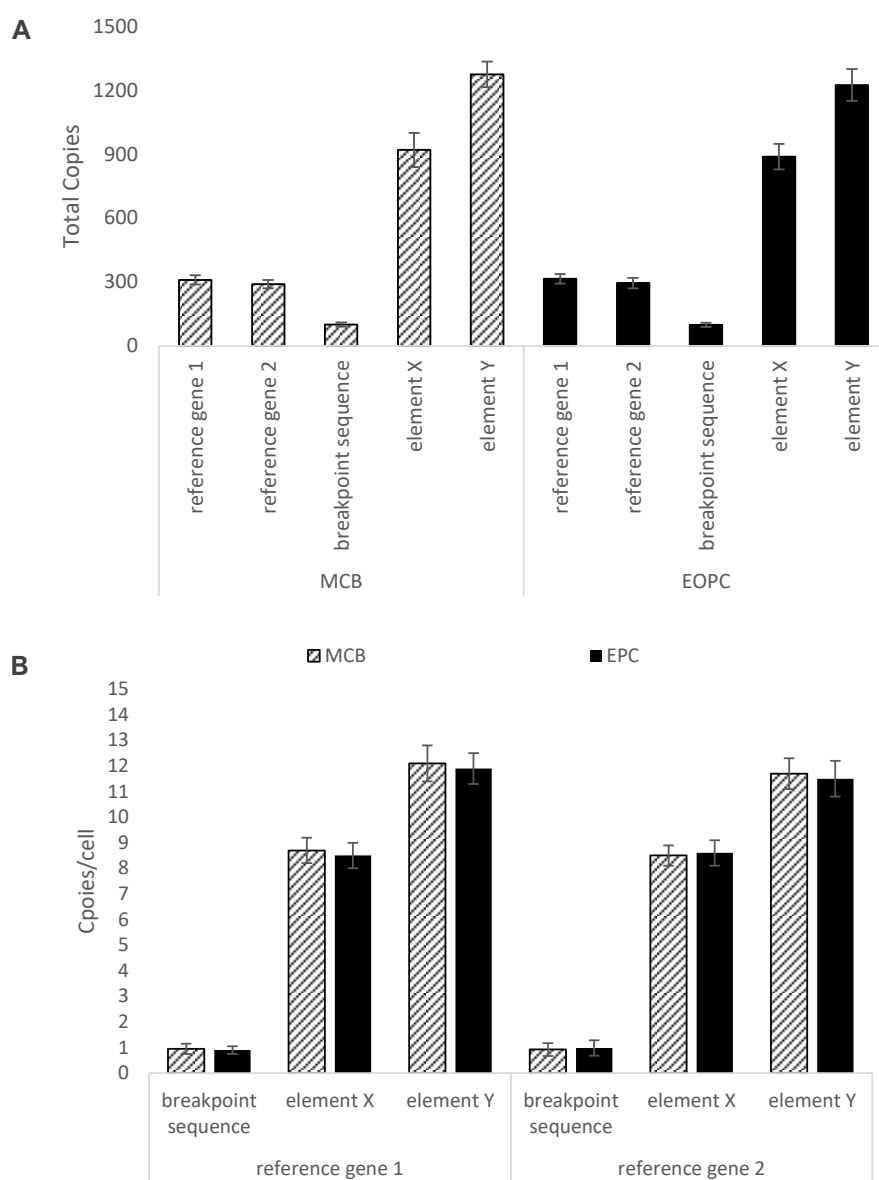 A
1500
1200
900
600
300
0
Total Copies
reference gene 1
reference gene 2
breakpoint sequence
element X
element Y
reference gene 1
reference gene 2
breakpoint sequence
element X
element Y
MCB
EOPC
B
MCB
EPC
15
14
13
12
11
10
9
8
7
6
5
4
3
2
1
0
Cpoies/cell
breakpoint
sequence
element X
element Y
breakpoint
sequence
element X
element Y
reference gene 1
reference gene 2